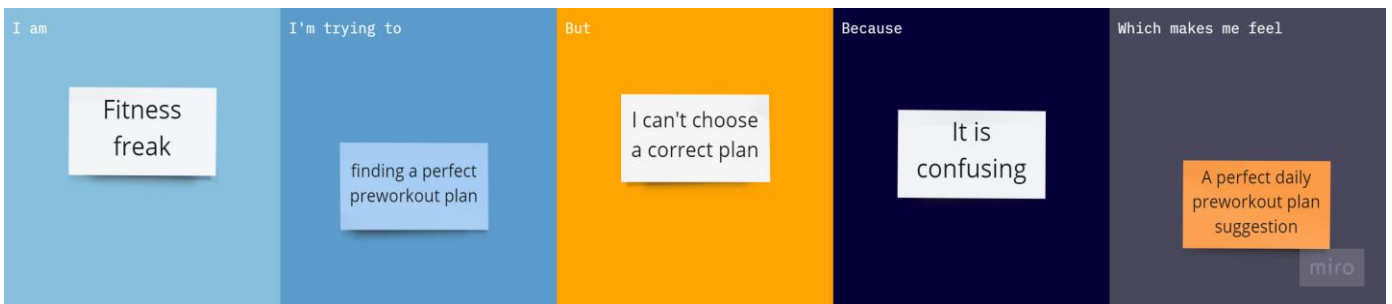 I am
Fitness
freak
I'm trying to
finding a perfect
preworkout plan
But
I can't choose
a correct plan
Because
It is
confusing
Which makes me feel
A perfect daily
preworkout plan
suggestion
miro